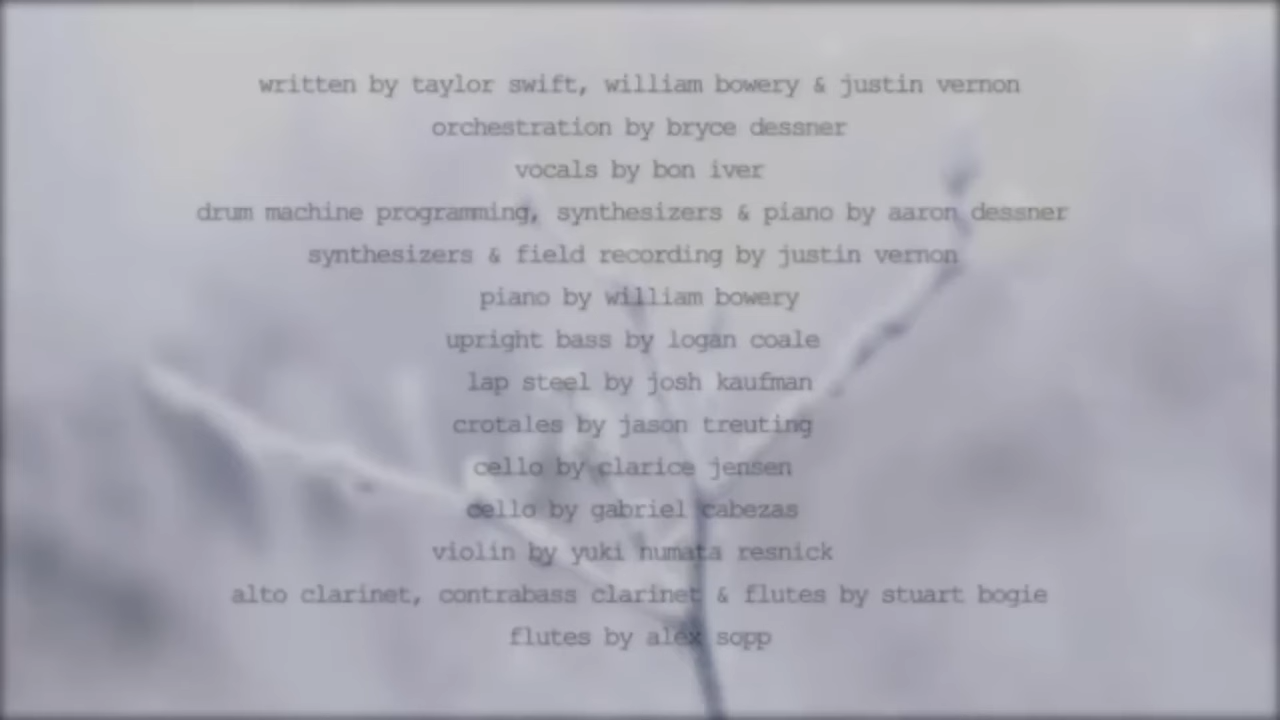 written by taylor swift, william bowery & justin vernon
orchestration by bryce dessner
vocals by bon iver
drum machine programming, synthesizers & piano by aaron dessner
synthesizers & field recording by justin vernon
piano by william bowery
upright bass by logan coale
lap steel by josh kaufman
crotales by jason treuting
cello by clarice jensen
cello by gabriel cabezas
violin by yuki numata resnick
alto clarinet, contrabass clarinet & flutes by stuart bogie
flutes by alex sopp